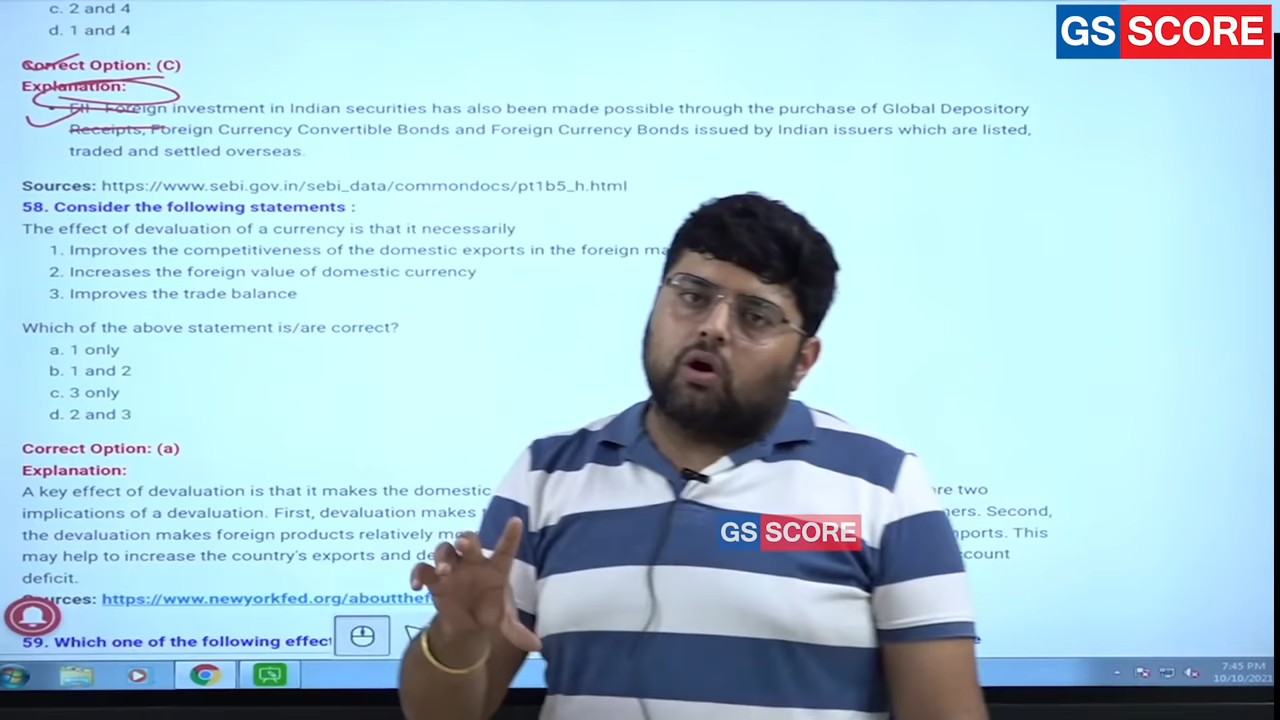 c. 2 and 4
GS SCORE
d. 1 and 4
Correct Option: (C)
Explanation:
• FII - Foreign investment in Indian securities has also been made possible through the purchase of Global Depository
Receipts, Foreign Currency Convertible Bonds and Foreign Currency Bonds issued by Indian issuers which are listed,
traded and settled overseas.
Sources: https://www.sebi.gov.in/sebi_data/commondocs/pt1b5_h.html
58. Consider the following statements :
The effect of devaluation of a currency is that it necessarily
1. Improves the competitiveness of the domestic exports in the foreign ma
2. Increases the foreign value of domestic currency
3. Improves the trade balance
Which of the above statement is/are correct?
a. 1 only
b. 1 and 2
c. 3 only
d. 2 and 3
Correct Option: (a)
Explanation:
A key effect of devaluation is that it makes the domestic re two
implications of a devaluation. First, devaluation makes ners. Second,
the devaluation makes foreign products relatively mo nports. This
may help to increase the country's exports and de ccount
deficit.
GS SCORE
urces: https://www.newyorkfed.org/aboutthef
59. Which one of the following effect e
7:45 PM
10/10/2021